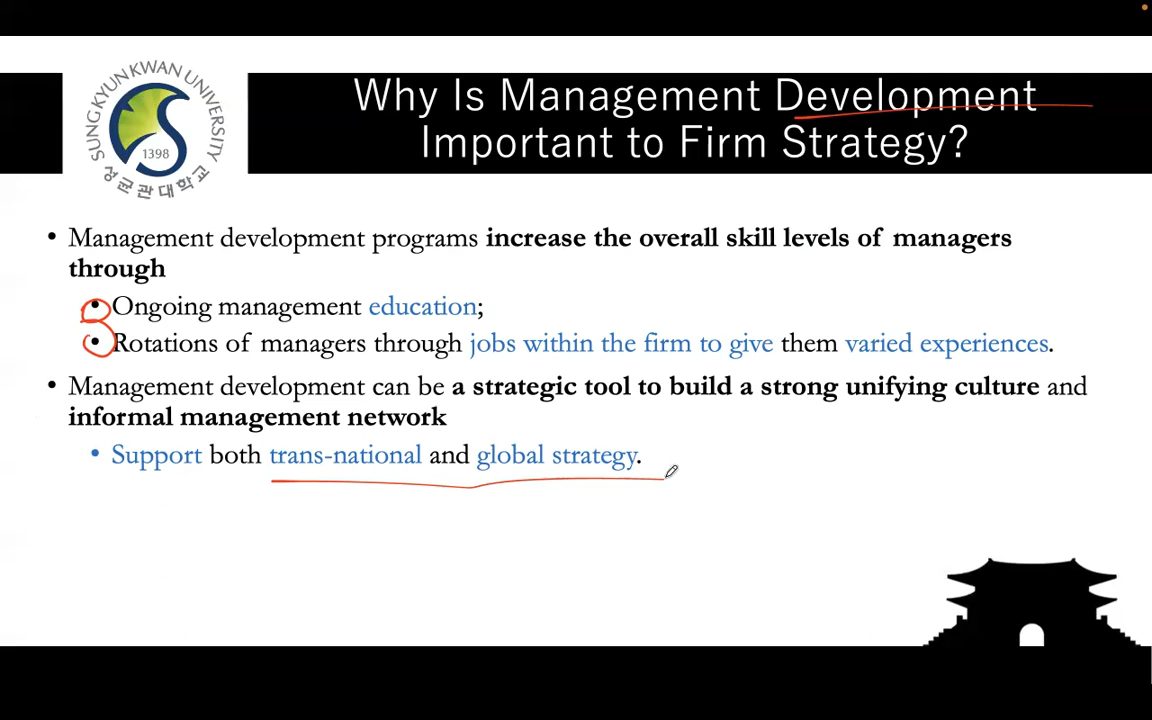 SUNGKYUNKWAN UNIVERSITY
1398
성균관대학교
Why Is Management Development
Important to Firm Strategy?
• Management development programs increase the overall skill levels of managers
through
• Ongoing management education;
• Rotations of managers through jobs within the firm to give them varied experiences.
• Management development can be a strategic tool to build a strong unifying culture and
informal management network
• Support both trans-national and global strategy.